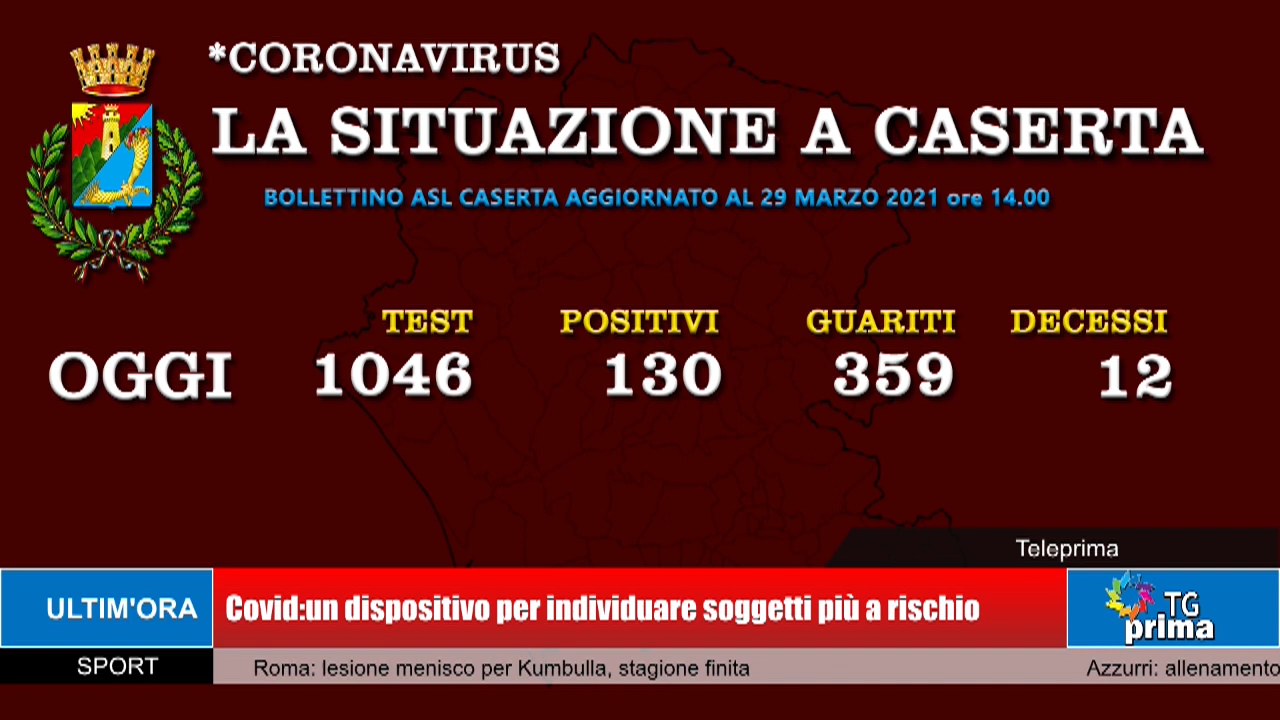 *CORONAVIRUS
LA SITUAZIONE A CASERTA
BOLLETTINO ASL CASERTA AGGIORNATO AL 29 MARZO 2021 ore 14.00
TEST POSITIVI GUARITI DECESSI
OGGI 1046 130 359 12
Teleprima
ULTIM'ORA Covid:un dispositivo per individuare soggetti più a rischio
TG
prima
SPORT Roma: lesione menisco per Kumbulla, stagione finita Azzurri: allenamento